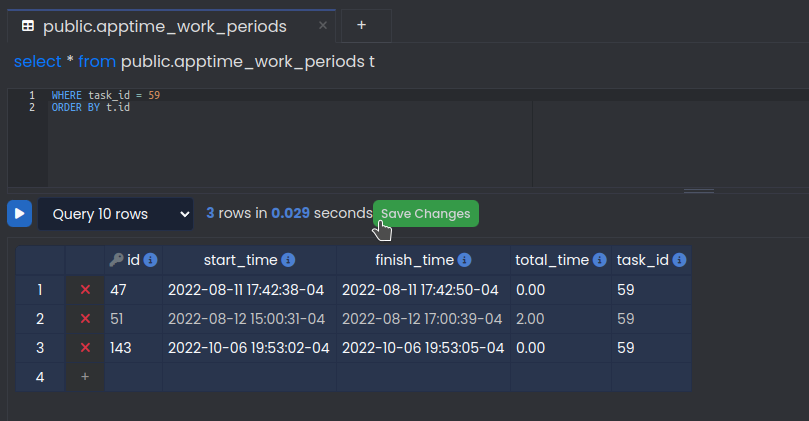 public.apptime_work_periods × +
select * from public.apptime_work_periods t
1 WHERE task_id = 59
2 ORDER BY t.id
Query 10 rows 3 rows in 0.029 seconds Save Changes
id start_time finish_time total_time task_id
1 × 47 2022-08-11 17:42:38-04 2022-08-11 17:42:50-04 0.00 59
2 × 51 2022-08-12 15:00:31-04 2022-08-12 17:00:39-04 2.00 59
3 × 143 2022-10-06 19:53:02-04 2022-10-06 19:53:05-04 0.00 59
4 +